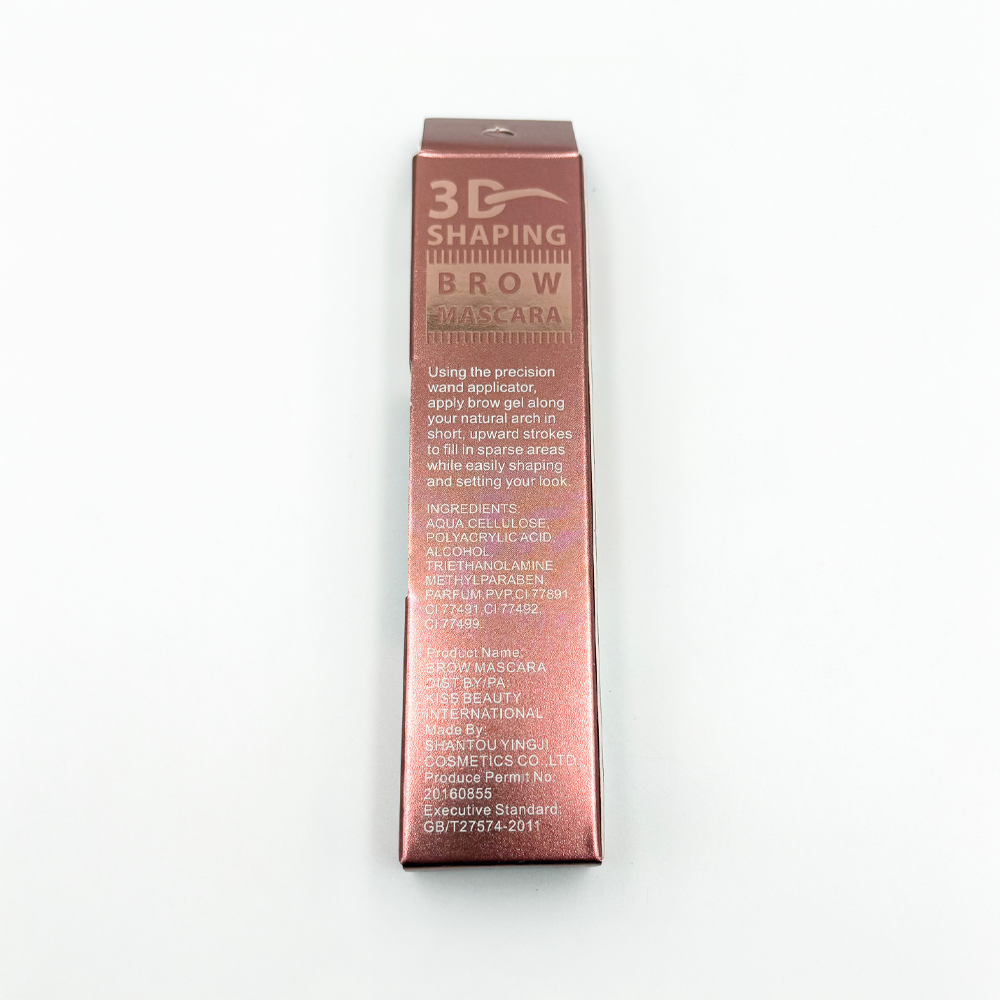 3D
SHAPING
BROW
MASCARA
Using the precision
wand applicator,
apply brow gel along
your natural arch in
short, upward strokes
to fill in sparse areas
while easily shaping
and setting your look.
INGREDIENTS:
AQUA.CELLULOSE,
POLYACRYLIC ACID,
ALCOHOL,
TRIETHANOLAMINE,
METHYLPARABEN,
PARFUM,PVP,CI 77891,
CI 77491,CI 77492,
CI 77499.
Product Name:
BROW MASCARA
DIST BY/PA:
KISS BEAUTY
INTERNATIONAL
Made By:
SHANTOU YINGJI
COSMETICS CO.,LTD.
Produce Permit No:
20160855
Executive Standard:
GB/T27574-2011